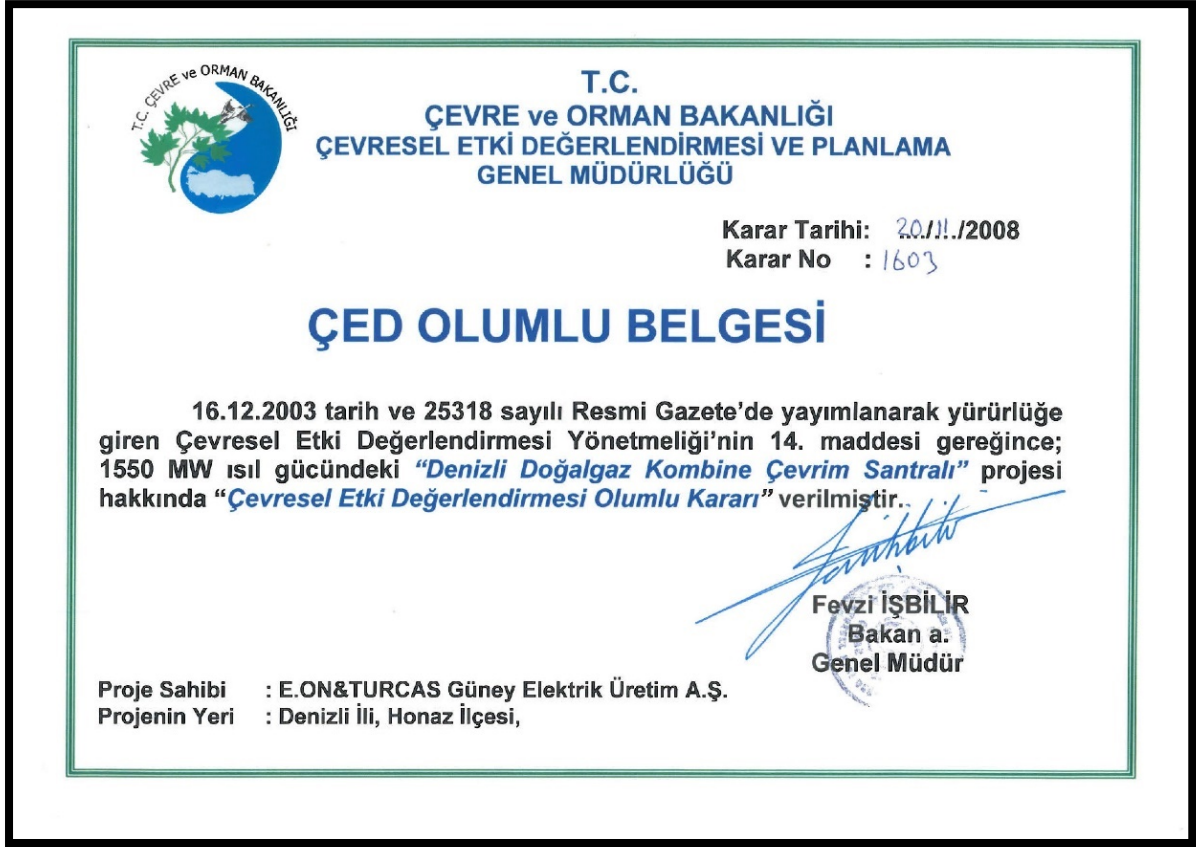 T.C. ÇEVRE ve ORMAN BAKANLIĞI
T.C.
ÇEVRE ve ORMAN BAKANLIĞI
ÇEVRESEL ETKİ DEĞERLENDİRMESİ VE PLANLAMA
GENEL MÜDÜRLÜĞÜ
Karar Tarihi: 20/11/2008
Karar No : 1603
ÇED OLUMLU BELGESİ
16.12.2003 tarih ve 25318 sayılı Resmi Gazete’de yayımlanarak yürürlüğe
giren Çevresel Etki Değerlendirmesi Yönetmeliği’nin 14. maddesi gereğince;
1550 MW ısıl gücündeki “Denizli Doğalgaz Kombine Çevrim Santralı” projesi
hakkında “Çevresel Etki Değerlendirmesi Olumlu Kararı” verilmiştir.
Fevzi İŞBİLİR
Bakan a.
Genel Müdür
Proje Sahibi : E.ON&TURCAS Güney Elektrik Üretim A.Ş.
Projenin Yeri : Denizli İli, Honaz İlçesi,